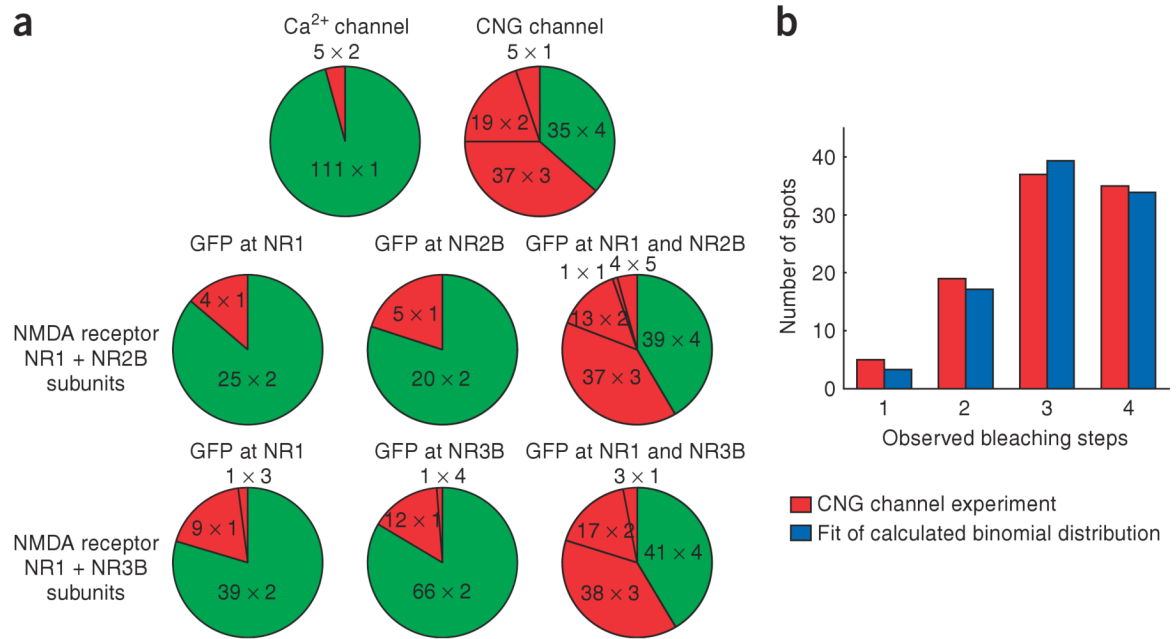 a
Ca²⁺ channel
5 × 2
111 × 1
CNG channel
5 × 1
19 × 2
35 × 4
37 × 3
NMDA receptor
NR1 + NR2B
subunits
GFP at NR1
4 × 1
25 × 2
GFP at NR2B
5 × 1
20 × 2
GFP at NR1 and NR2B
4 × 5
1 × 1
13 × 2
39 × 4
37 × 3
NMDA receptor
NR1 + NR3B
subunits
GFP at NR1
1 × 3
9 × 1
39 × 2
GFP at NR3B
1 × 4
12 × 1
66 × 2
GFP at NR1 and NR3B
3 × 1
17 × 2
41 × 4
38 × 3
b
Number of spots
40
30
20
10
0
1 2 3 4
Observed bleaching steps
CNG channel experiment
Fit of calculated binomial distribution